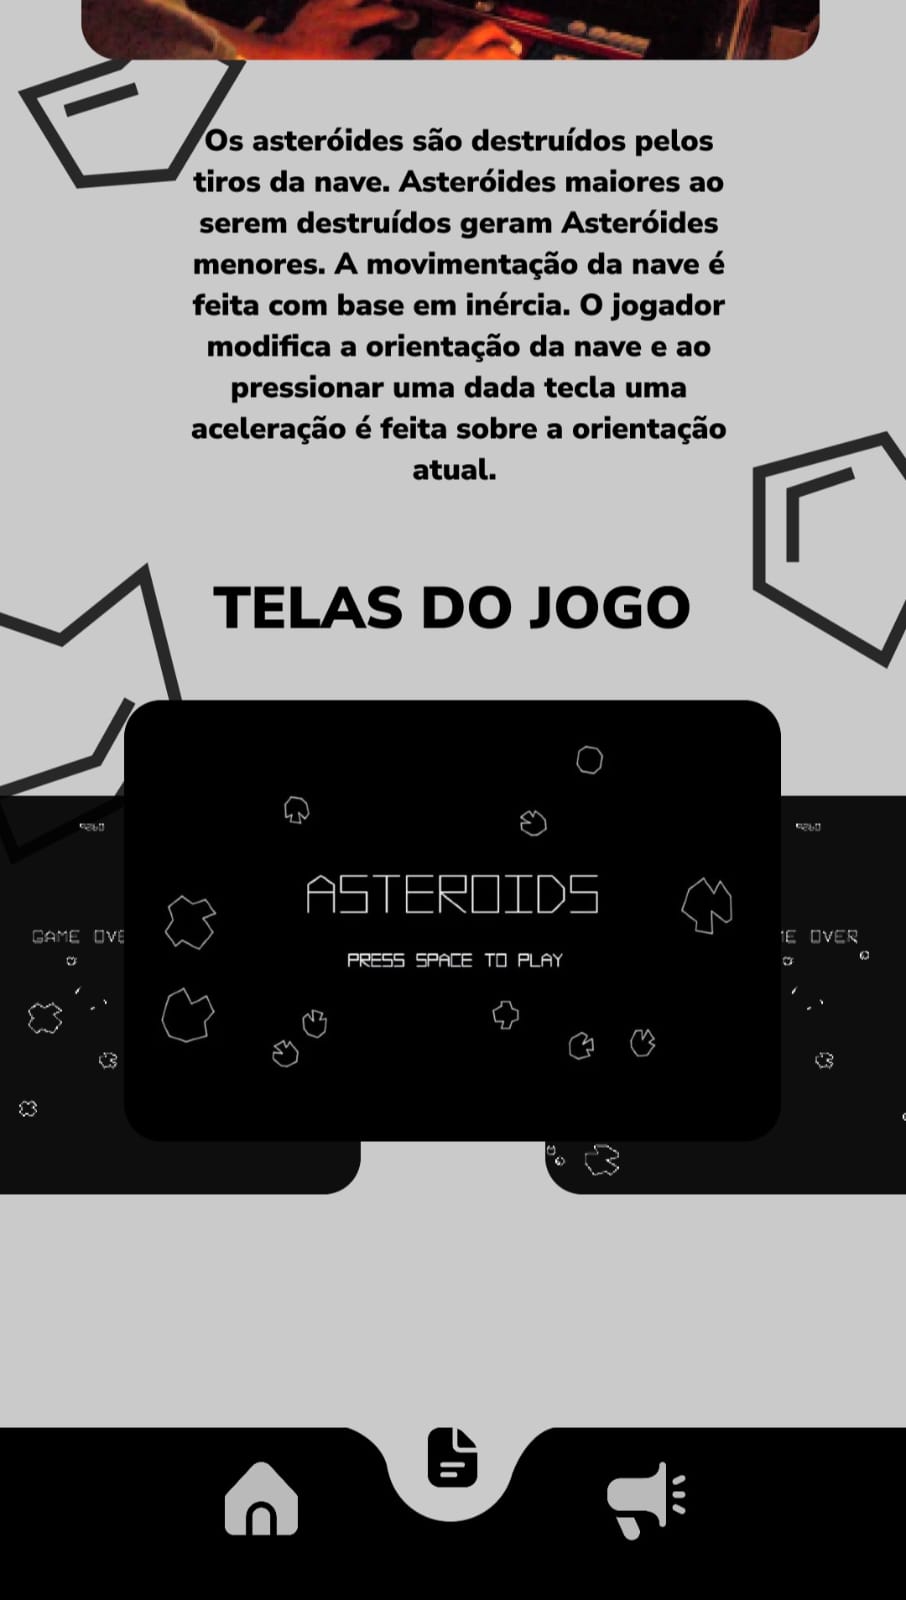 Os asteróides são destruídos pelos
tiros da nave. Asteróides maiores ao
serem destruídos geram Asteróides
menores. A movimentação da nave é
feita com base em inércia. O jogador
modifica a orientação da nave e ao
pressionar uma dada tecla uma
aceleração é feita sobre a orientação
atual.
TELAS DO JOGO
ASTEROIDS
PRESS SPACE TO PLAY
GAME OVE
E OVER